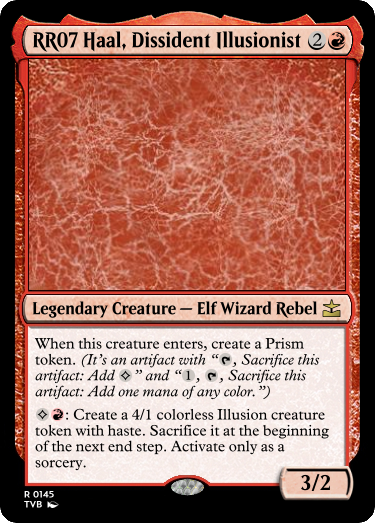 RR07 Haal, Dissident Illusionist 2
Legendary Creature — Elf Wizard Rebel
When this creature enters, create a Prism
token. (It's an artifact with “, Sacrifice this
artifact: Add ” and “1, , Sacrifice this
artifact: Add one mana of any color.”)
: Create a 4/1 colorless Illusion creature
token with haste. Sacrifice it at the beginning
of the next end step. Activate only as a
sorcery.
3/2
R 0145
TVB